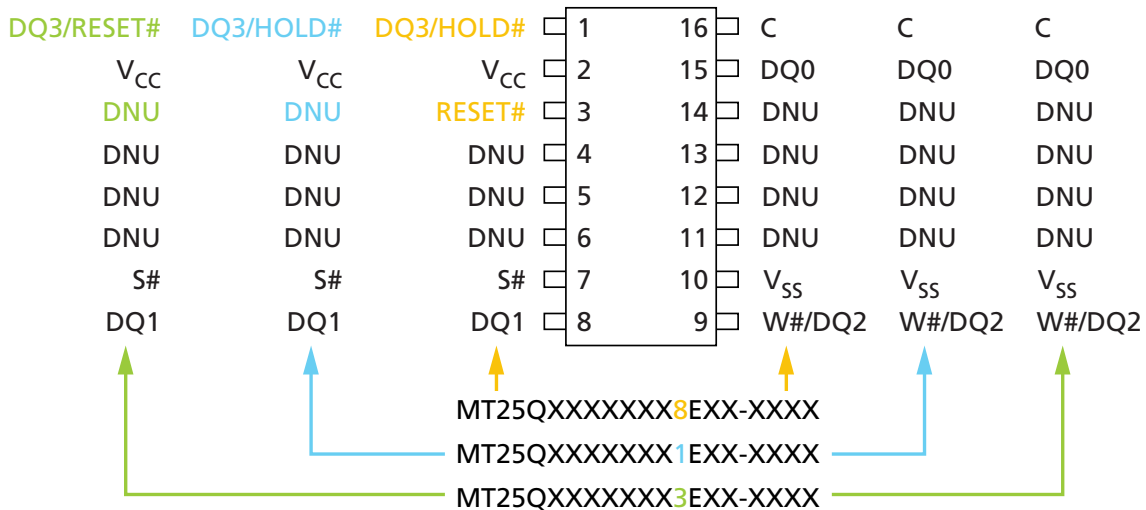 DQ3/RESET# DQ3/HOLD# DQ3/HOLD# 1 16 C C C
VCC VCC VCC 2 15 DQ0 DQ0 DQ0
DNU DNU RESET# 3 14 DNU DNU DNU
DNU DNU DNU 4 13 DNU DNU DNU
DNU DNU DNU 5 12 DNU DNU DNU
DNU DNU DNU 6 11 DNU DNU DNU
S# S# S# 7 10 VSS VSS VSS
DQ1 DQ1 DQ1 8 9 W#/DQ2 W#/DQ2 W#/DQ2
MT25QXXXXXXX8EXX-XXXX
MT25QXXXXXXX1EXX-XXXX
MT25QXXXXXXX3EXX-XXXX